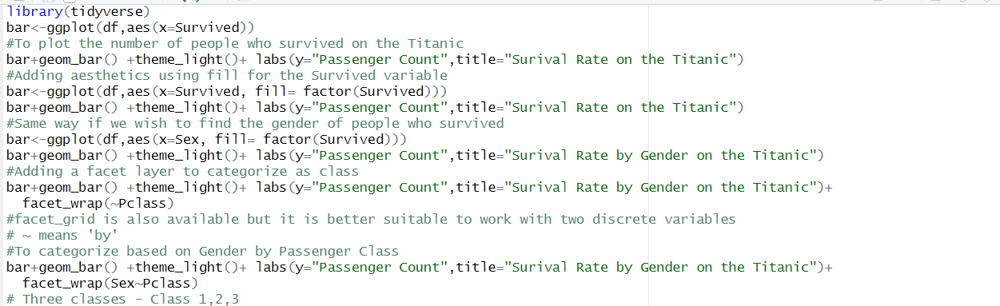 library(tidyverse)
bar<-ggplot(df,aes(x=Survived))
#To plot the number of people who survived on the Titanic
bar+geom_bar() +theme_light()+ labs(y="Passenger Count",title="Surival Rate on the Titanic")
#Adding aesthetics using fill for the Survived variable
bar<-ggplot(df,aes(x=Survived, fill= factor(Survived)))
bar+geom_bar() +theme_light()+ labs(y="Passenger Count",title="Surival Rate on the Titanic")
#Same way if we wish to find the gender of people who survived
bar<-ggplot(df,aes(x=Sex, fill= factor(Survived)))
bar+geom_bar() +theme_light()+ labs(y="Passenger Count",title="Surival Rate by Gender on the Titanic")
#Adding a facet layer to categorize as class
bar+geom_bar() +theme_light()+ labs(y="Passenger Count",title="Surival Rate by Gender on the Titanic")+
  facet_wrap(~Pclass)
#facet_grid is also available but it is better suitable to work with two discrete variables
# ~ means 'by'
#To categorize based on Gender by Passenger Class
bar+geom_bar() +theme_light()+ labs(y="Passenger Count",title="Surival Rate by Gender on the Titanic")+
  facet_wrap(Sex~Pclass)
# Three classes - Class 1,2,3